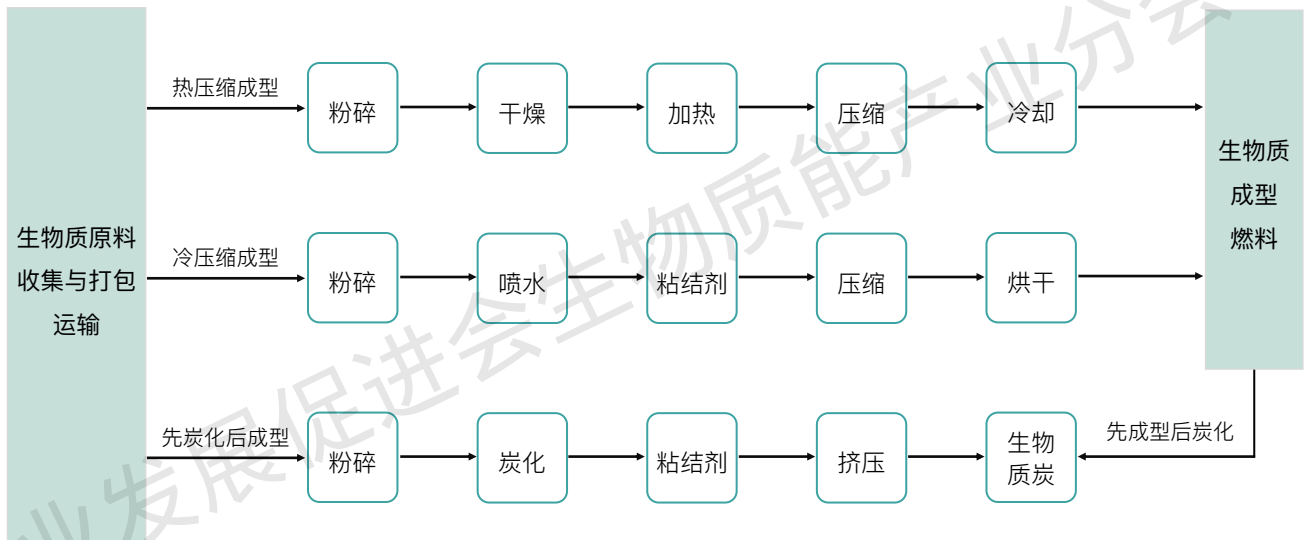 生物质原料
收集与打包
运输
热压缩成型
粉碎
干燥
加热
压缩
冷却
冷压缩成型
粉碎
喷水
粘结剂
压缩
烘干
先炭化后成型
粉碎
炭化
粘结剂
挤压
生物
质炭
生物质
成型
燃料
先成型后炭化
业发展促进会生物质能产业分会